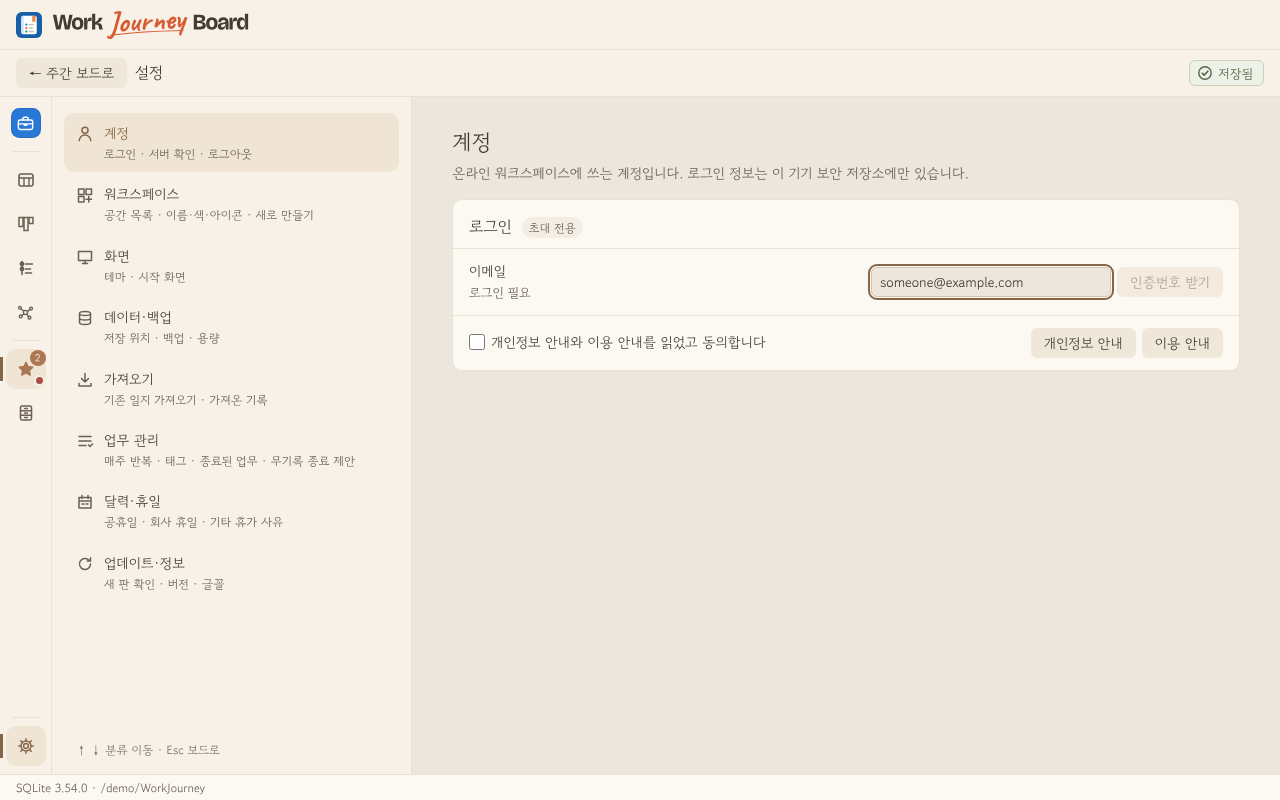 Work Journey Board
← 주간 보드로 설정
저장됨
계정
로그인 · 서버 확인 · 로그아웃
워크스페이스
공간 목록 · 이름·색·아이콘 · 새로 만들기
화면
테마 · 시작 화면
데이터·백업
저장 위치 · 백업 · 용량
가져오기
기존 일지 가져오기 · 가져온 기록
업무 관리
매주 반복 · 태그 · 종료된 업무 · 무기록 종료 제안
달력·휴일
공휴일 · 회사 휴일 · 기타 휴가 사유
업데이트·정보
새 판 확인 · 버전 · 글꼴
↑ ↓ 분류 이동 · Esc 보드로
2
계정
온라인 워크스페이스에 쓰는 계정입니다. 로그인 정보는 이 기기 보안 저장소에만 있습니다.
로그인 초대 전용
이메일
로그인 필요
someone@example.com 인증번호 받기
개인정보 안내와 이용 안내를 읽었고 동의합니다 개인정보 안내 이용 안내
SQLite 3.54.0 · /demo/WorkJourney